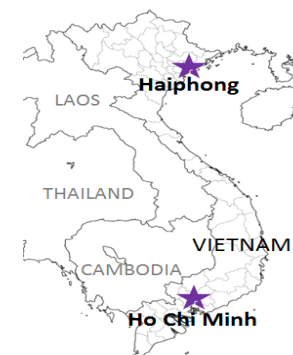 Haiphong
LAOS
THAILAND
VIETNAM
CAMBODIA
Ho Chi Minh